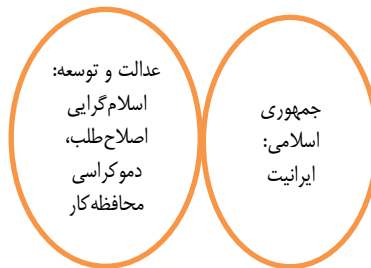 جمهوری
اسلامی:
ایرانیت
عدالت و توسعه:
اسلام‌گرایی
اصلاح‌طلب،
دموکراسی
محافظه‌کار